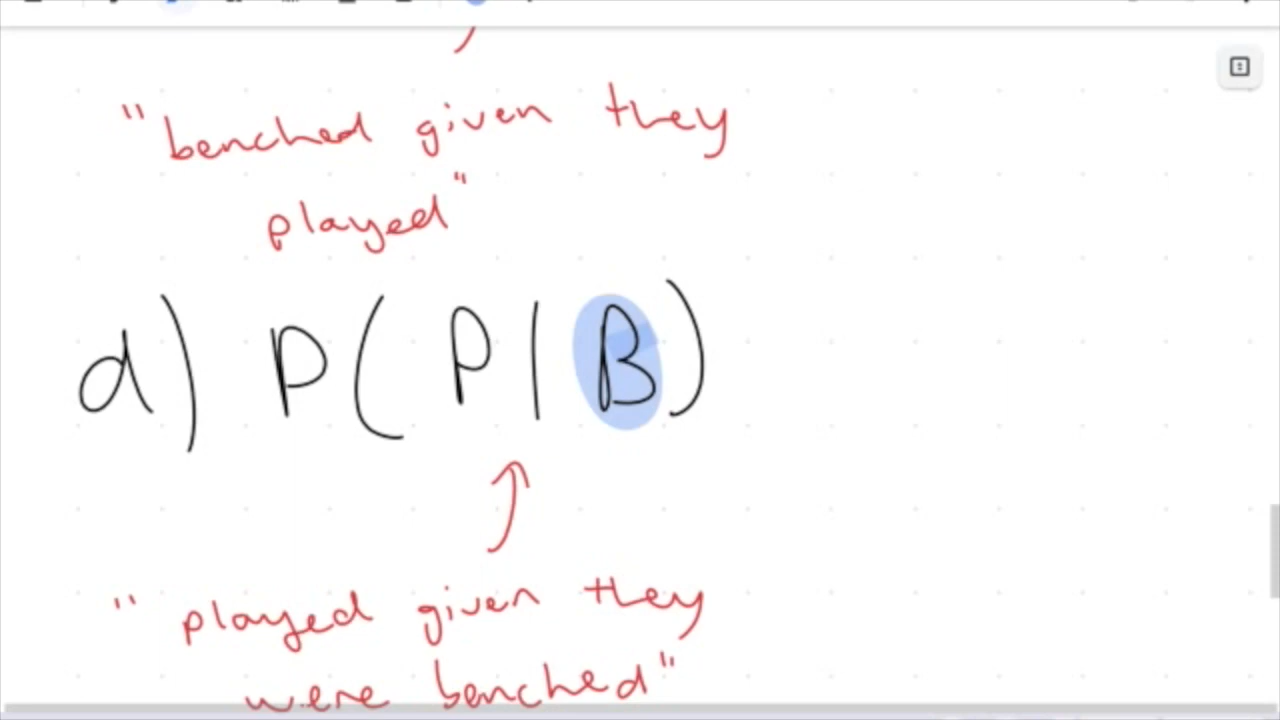 "benched given they
played"
d) P(P|B)
"played given they
were benched"